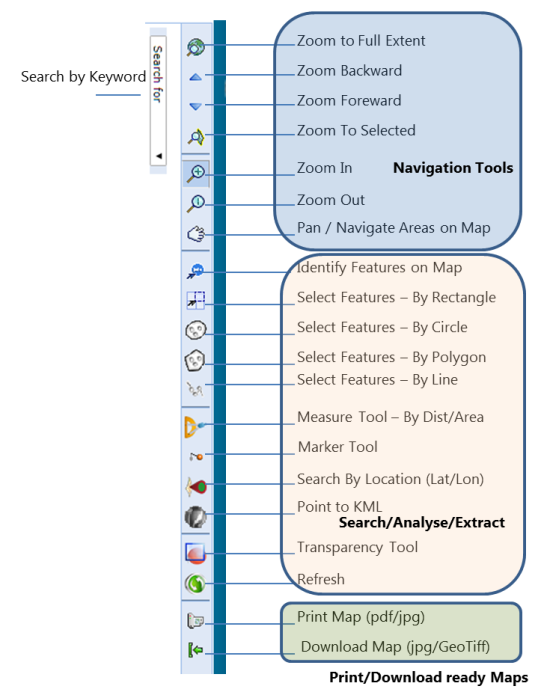 Zoom to Full Extent
Search by Keyword
Search for
Zoom Backward
Zoom Foreward
Zoom To Selected
Zoom In
Navigation Tools
Zoom Out
Pan / Navigate Areas on Map
Identify Features on Map
Select Features – By Rectangle
Select Features – By Circle
Select Features – By Polygon
Select Features – By Line
Measure Tool – By Dist/Area
Marker Tool
Search By Location (Lat/Lon)
Point to KML
Search/Analyse/Extract
Transparency Tool
Refresh
Print Map (pdf/jpg)
Download Map (jpg/GeoTiff)
Print/Download ready Maps